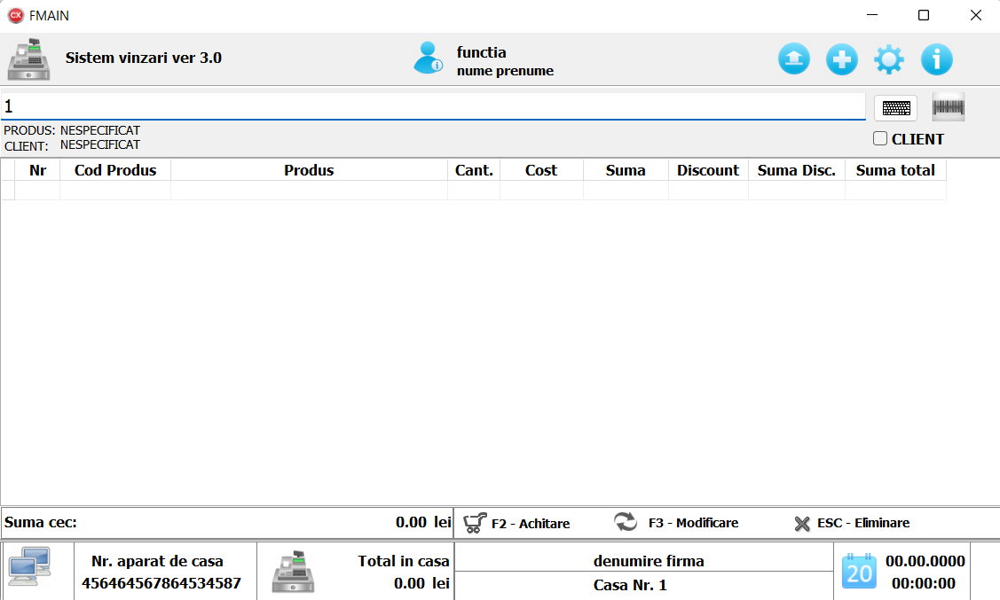 CX FMAIN
Sistem vinzari ver 3.0
functia
nume prenume
1
PRODUS: NESPECIFICAT
CLIENT: NESPECIFICAT
CLIENT
Nr Cod Produs Produs Cant. Cost Suma Discount Suma Disc. Suma total
Suma cec: 0.00 lei F2 - Achitare F3 - Modificare ESC - Eliminare
Nr. aparat de casa
456464567864534587
Total in casa
0.00 lei
denumire firma
Casa Nr. 1
20
00.00.0000
00:00:00